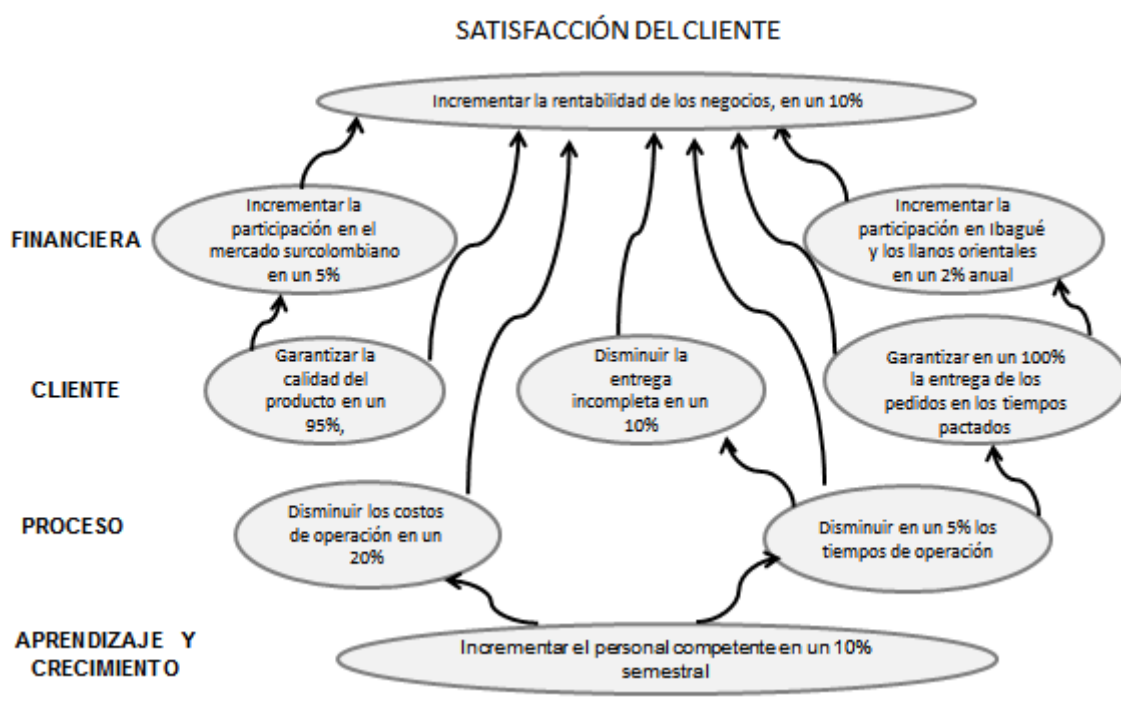 SATISFACCIÓN DEL CLIENTE
Incrementar la rentabilidad de los negocios, en un 10%
FINANCIERA
Incrementar la
participación en el
mercado surcolombiano
en un 5%
Incrementar la
participación en Ibagué
y los llanos orientales
en un 2% anual
CLIENTE
Garantizar la
calidad del
producto en un
95%,
Disminuir la
entrega
incompleta en un
10%
Garantizar en un 100%
la entrega de los
pedidos en los tiempos
pactados
PROCESO
Disminuir los costos
de operación en un
20%
Disminuir en un 5% los
tiempos de operación
APRENDIZAJE Y
CRECIMIENTO
Incrementar el personal competente en un 10%
semestral